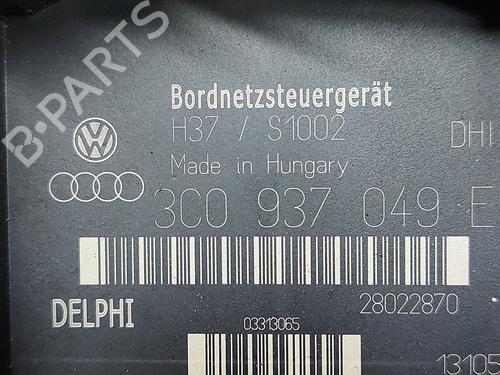 B-PARTS
Bordnetzsteuergerät
H37 / S1002 DHI
Made in Hungary
3C0 937 049 E
DELPHI 28022870
03313065
13105